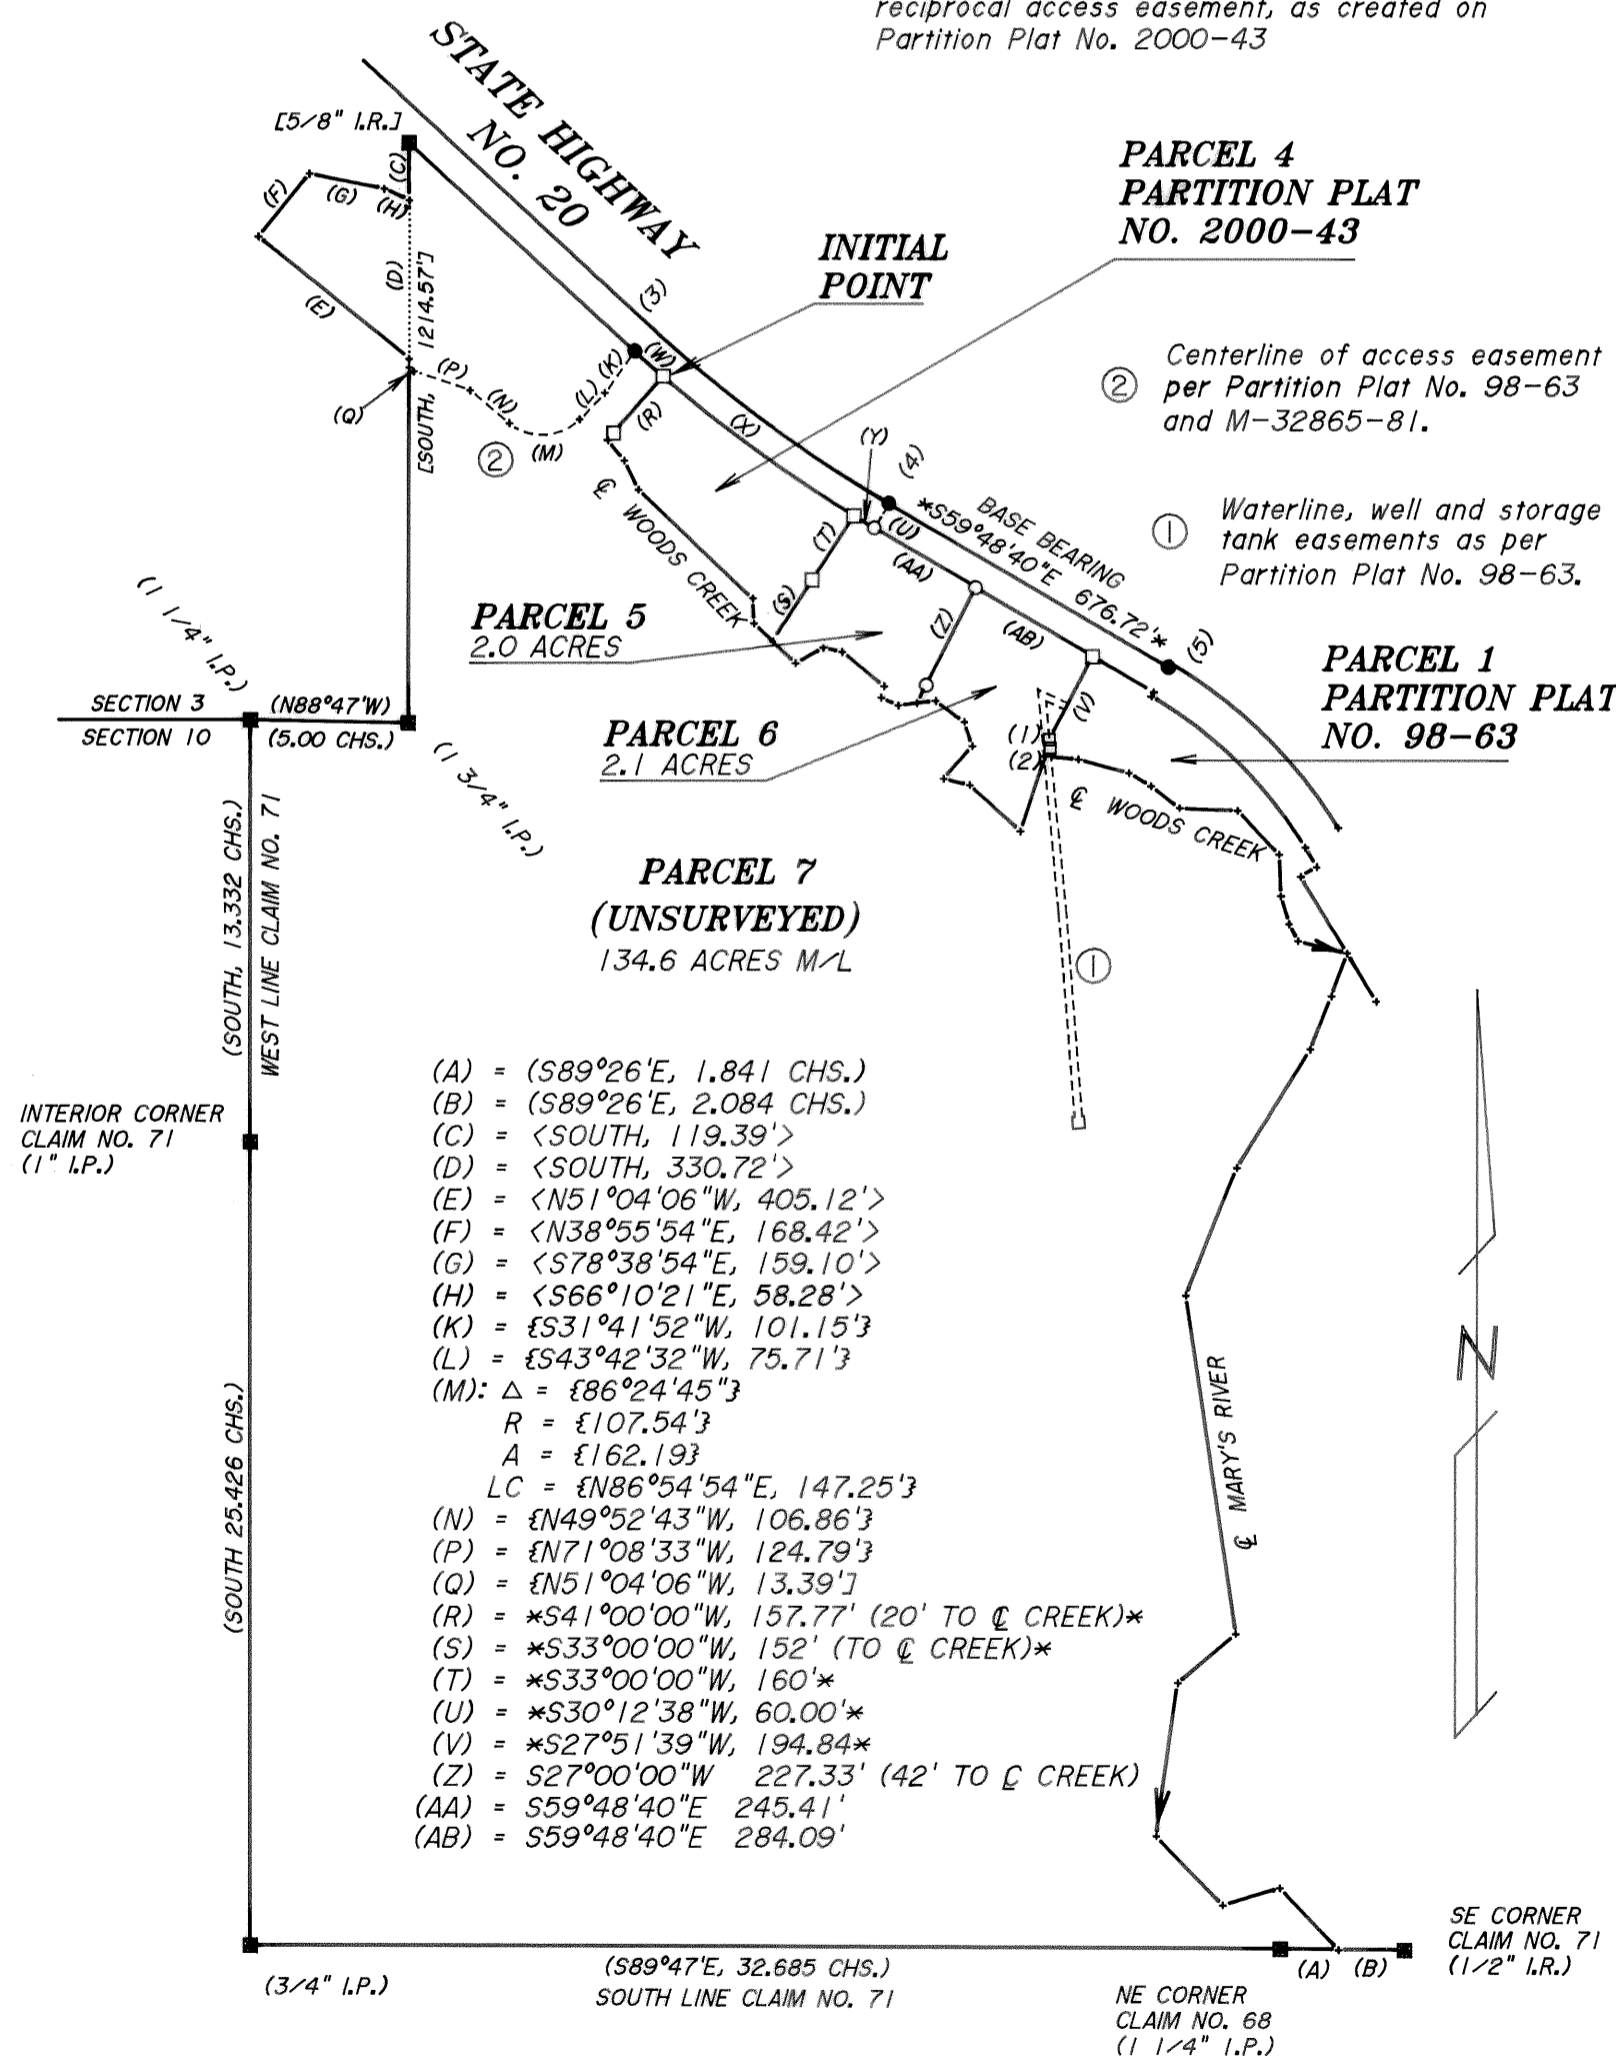 reciprocal access easement, as created on
Partition Plat No. 2000-43
STATE HIGHWAY
NO. 20
[5/8" I.R.]
(C)
(F)
(G)
(H)
(D)
[SOUTH, 1214.57']
(E)
(P)
(N)
(Q)
(M)
(L)
(K)
2
(3)
(W)
INITIAL
POINT
PARCEL 4
PARTITION PLAT
NO. 2000-43
(R)
(X)
(Y)
(4)
2
Centerline of access easement
per Partition Plat No. 98-63
and M-32865-81.
1
Waterline, well and storage
tank easements as per
Partition Plat No. 98-63.
℄ WOODS CREEK
(T)
(S)
(U)
(AA)
BASE BEARING
*S59°48'40"E 676.72'*
(5)
(Z)
(AB)
(V)
PARCEL 5
2.0 ACRES
PARCEL 6
2.1 ACRES
(1)
(2)
PARCEL 1
PARTITION PLAT
NO. 98-63
℄ WOODS CREEK
(1 1/4" I.P.)
SECTION 3
SECTION 10
(N88°47'W)
(5.00 CHS.)
(1 3/4" I.P.)
(SOUTH, 13.332 CHS.)
WEST LINE CLAIM NO. 71
PARCEL 7
(UNSURVEYED)
134.6 ACRES M/L
1
INTERIOR CORNER
CLAIM NO. 71
(1" I.P.)
(A) = (S89°26'E, 1.841 CHS.)
(B) = (S89°26'E, 2.084 CHS.)
(C) = <SOUTH, 119.39'>
(D) = <SOUTH, 330.72'>
(E) = <N51°04'06"W, 405.12'>
(F) = <N38°55'54"E, 168.42'>
(G) = <S78°38'54"E, 159.10'>
(H) = <S66°10'21"E, 58.28'>
(K) = {S31°41'52"W, 101.15'}
(L) = {S43°42'32"W, 75.71'}
(M): △ = {86°24'45"}
R = {107.54'}
A = {162.19}
LC = {N86°54'54"E, 147.25'}
(N) = {N49°52'43"W, 106.86'}
(P) = {N71°08'33"W, 124.79'}
(Q) = {N51°04'06"W, 13.39']
(R) = *S41°00'00"W, 157.77' (20' TO ℄ CREEK)*
(S) = *S33°00'00"W, 152' (TO ℄ CREEK)*
(T) = *S33°00'00"W, 160'*
(U) = *S30°12'38"W, 60.00'*
(V) = *S27°51'39"W, 194.84*
(Z) = S27°00'00"W 227.33' (42' TO ℄ CREEK)
(AA) = S59°48'40"E 245.41'
(AB) = S59°48'40"E 284.09'
(SOUTH 25.426 CHS.)
℄ MARY'S RIVER
N
(3/4" I.P.)
(S89°47'E, 32.685 CHS.)
SOUTH LINE CLAIM NO. 71
(A)
(B)
NE CORNER
CLAIM NO. 68
(1 1/4" I.P.)
SE CORNER
CLAIM NO. 71
(1/2" I.R.)